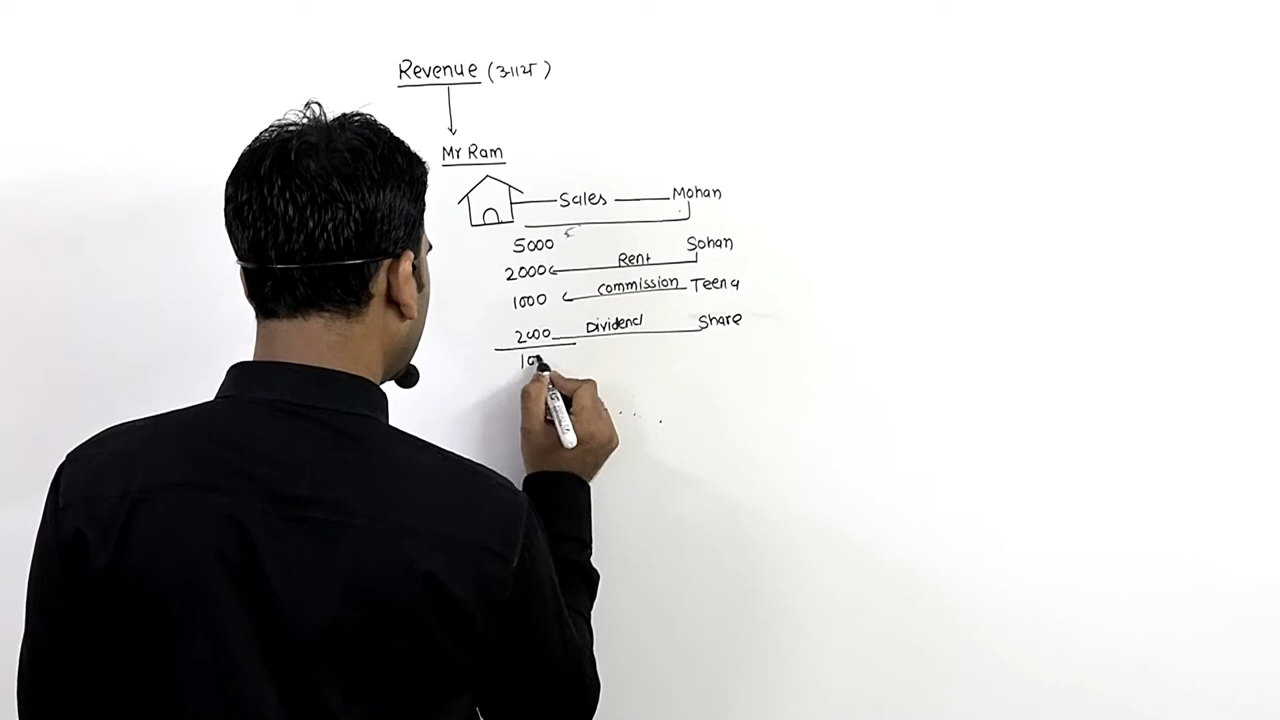 Revenue (आय)
Mr Ram
Sales Mohan
5000 Sohan
2000 Rent
1000 commission Teena
2000 Dividend Share
10